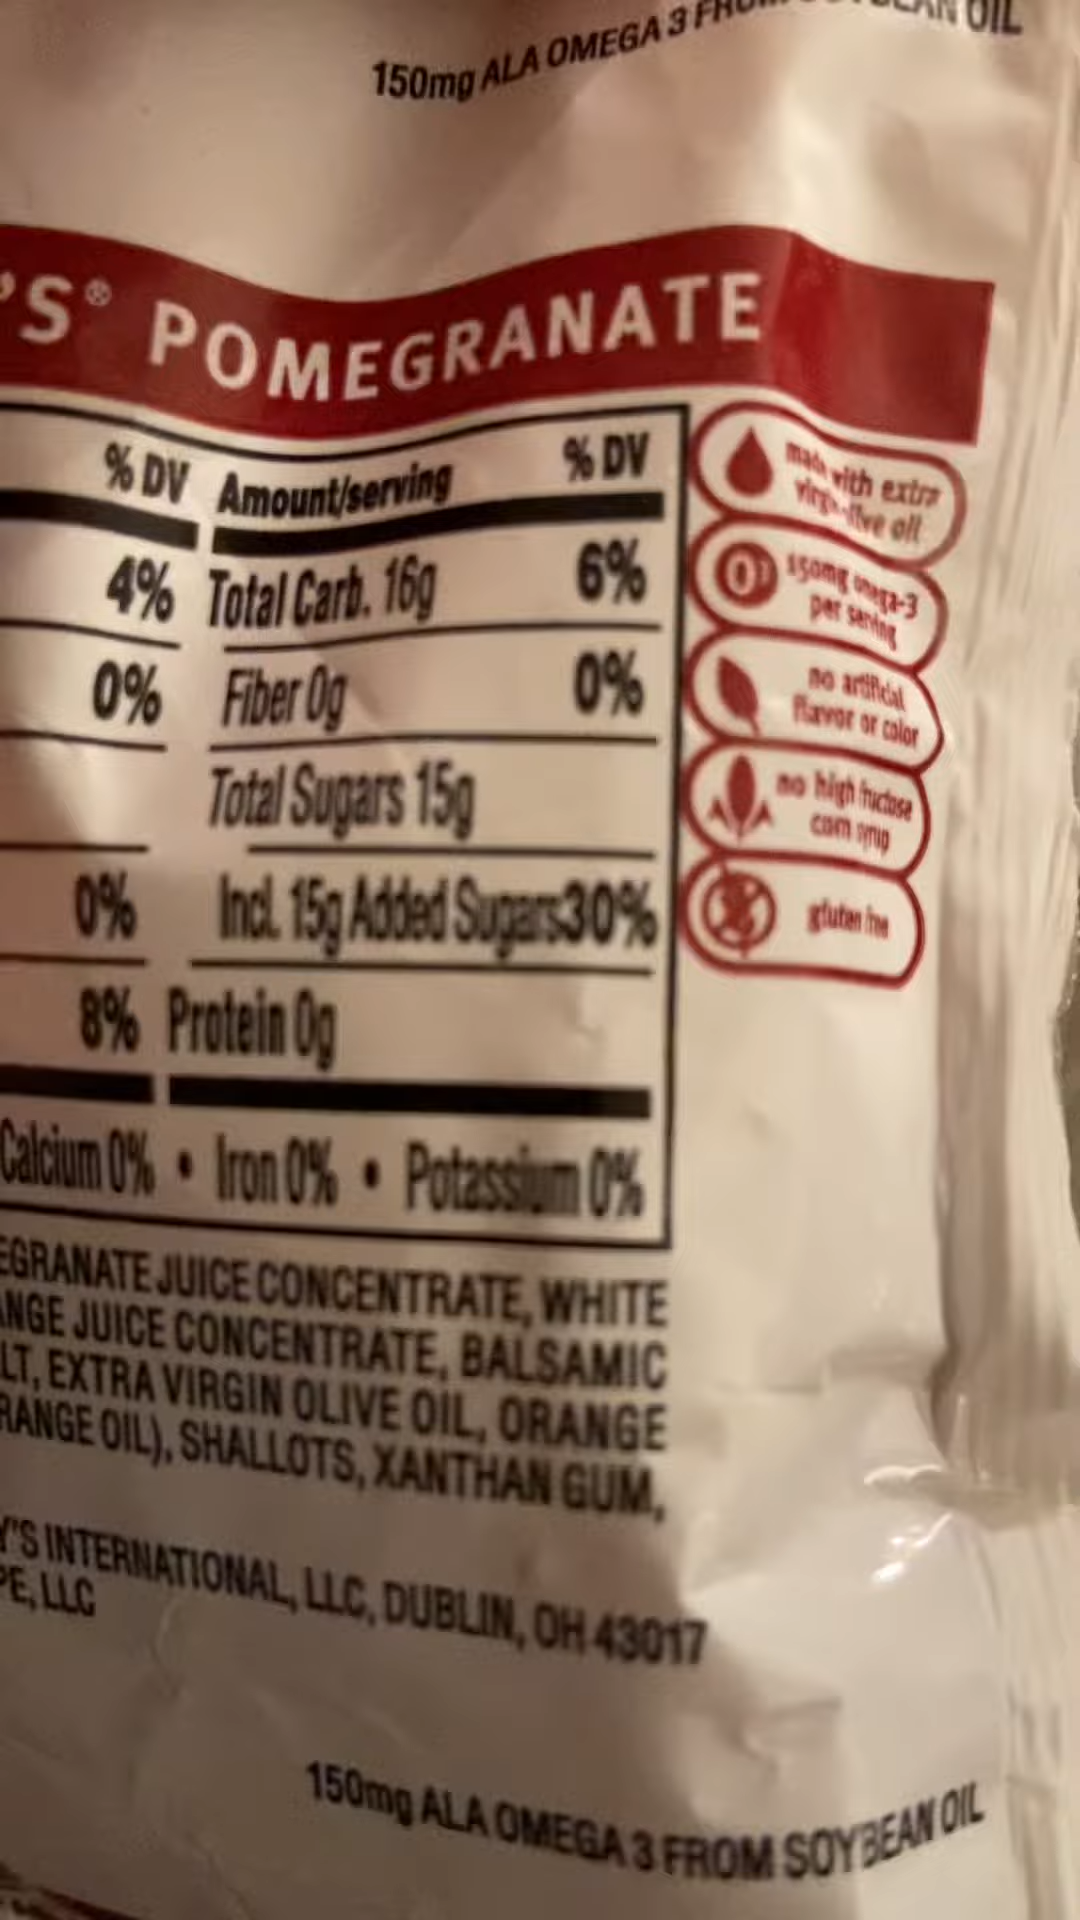 150mg ALA OMEGA 3 FROM SOYBEAN OIL
'S® POMEGRANATE
% DV Amount/serving % DV
4% Total Carb. 16g 6%
0% Fiber 0g 0%
Total Sugars 15g
0% Incl. 15g Added Sugars 30%
8% Protein 0g
Calcium 0% • Iron 0% • Potassium 0%
made with extra
virgin olive oil
150mg omega-3
per serving
no artificial
flavor or color
no high fructose
corn syrup
gluten free
EGRANATE JUICE CONCENTRATE, WHITE
ANGE JUICE CONCENTRATE, BALSAMIC
LT, EXTRA VIRGIN OLIVE OIL, ORANGE
RANGE OIL), SHALLOTS, XANTHAN GUM,
Y'S INTERNATIONAL, LLC, DUBLIN, OH 43017
PE, LLC
150mg ALA OMEGA 3 FROM SOYBEAN OIL